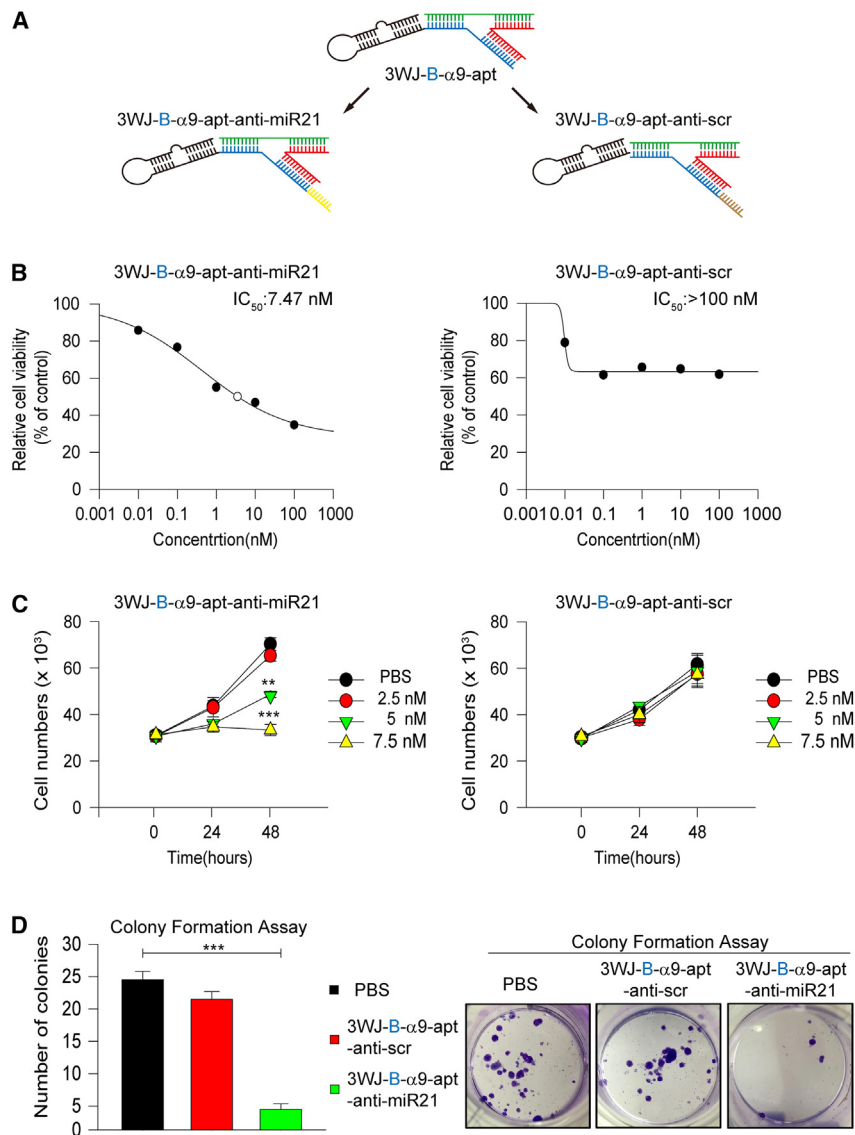 A
3WJ-B-α9-apt
3WJ-B-α9-apt-anti-miR21
3WJ-B-α9-apt-anti-scr
B
3WJ-B-α9-apt-anti-miR21
IC50:7.47 nM
Relative cell viability
(% of control)
100
80
60
40
20
0
0.001 0.01 0.1 1 10 100 1000
Concentrtion(nM)
3WJ-B-α9-apt-anti-scr
IC50:>100 nM
Relative cell viability
(% of control)
100
80
60
40
20
0
0.001 0.01 0.1 1 10 100 1000
Concentrtion(nM)
C
3WJ-B-α9-apt-anti-miR21
Cell numbers (x 10³)
80
60
40
20
0
**
***
0 24 48
Time(hours)
PBS
2.5 nM
5 nM
7.5 nM
3WJ-B-α9-apt-anti-scr
Cell numbers (x 10³)
80
60
40
20
0
0 24 48
Time(hours)
PBS
2.5 nM
5 nM
7.5 nM
D
Colony Formation Assay
Number of colonies
30
25
20
15
10
5
0
***
PBS
3WJ-B-α9-apt
-anti-scr
3WJ-B-α9-apt
-anti-miR21
Colony Formation Assay
PBS
3WJ-B-α9-apt
-anti-scr
3WJ-B-α9-apt
-anti-miR21